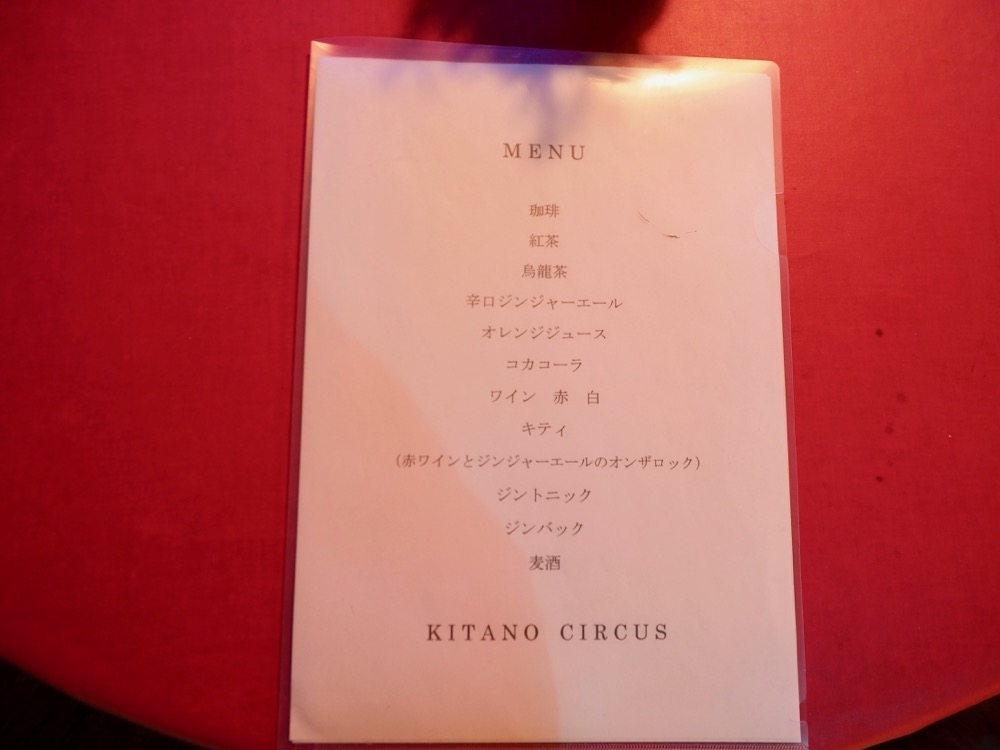 MENU
珈琲
紅茶
烏龍茶
辛口ジンジャーエール
オレンジジュース
コカコーラ
ワイン　赤　白
キティ
(赤ワインとジンジャーエールのオンザロック)
ジントニック
ジンバック
麦酒
KITANO CIRCUS